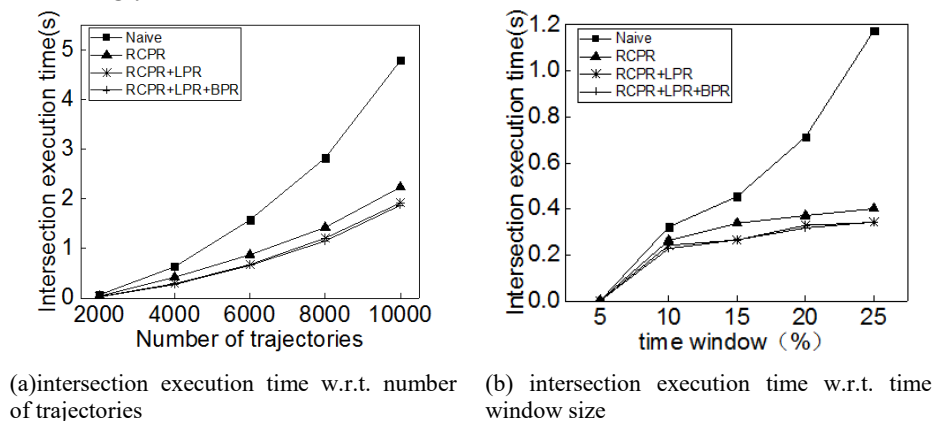 Intersection execution time(s)
5
4
3
2
1
0
Naive
RCPR
RCPR+LPR
RCPR+LPR+BPR
2000 4000 6000 8000 10000
Number of trajectories
Intersection execution time(s)
1.2
1.0
0.8
0.6
0.4
0.2
0.0
Naive
RCPR
RCPR+LPR
RCPR+LPR+BPR
5 10 15 20 25
time window（%）
(a)intersection execution time w.r.t. number
of trajectories
(b) intersection execution time w.r.t. time
window size